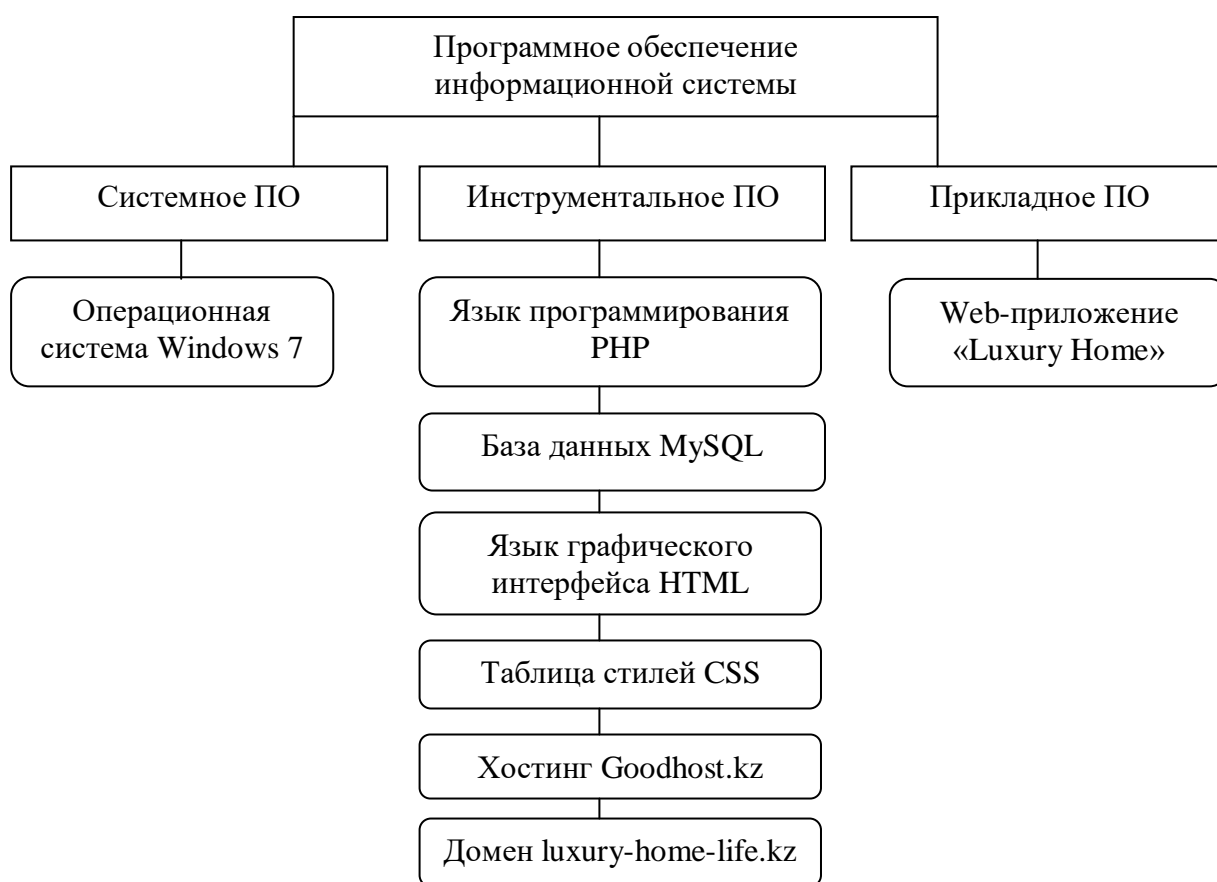 Программное обеспечение
информационной системы
Системное ПО
Инструментальное ПО
Прикладное ПО
Операционная
система Windows 7
Язык программирования
PHP
Web-приложение
«Luxury Home»
База данных MySQL
Язык графического
интерфейса HTML
Таблица стилей CSS
Хостинг Goodhost.kz
Домен luxury-home-life.kz